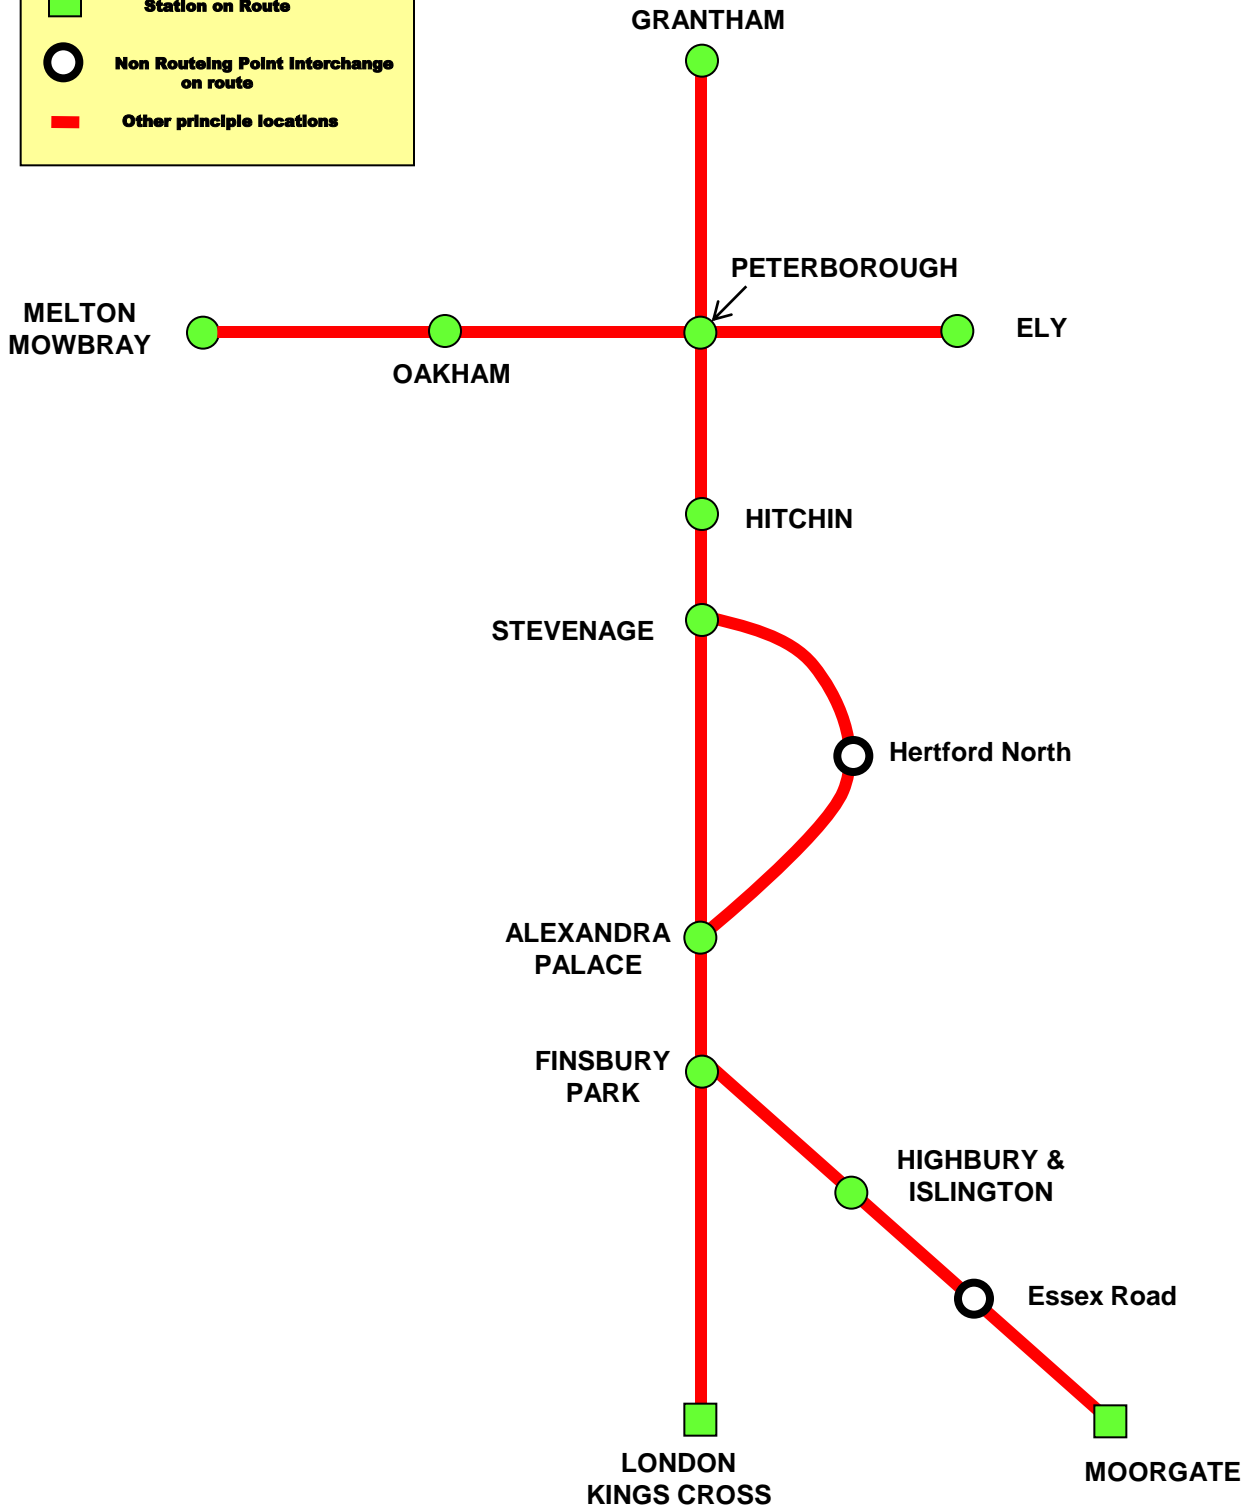 Station on Route
Non Routeing Point Interchange
on route
Other principle locations
GRANTHAM
PETERBOROUGH
MELTON
MOWBRAY
OAKHAM
ELY
HITCHIN
STEVENAGE
Hertford North
ALEXANDRA
PALACE
FINSBURY
PARK
HIGHBURY &
ISLINGTON
Essex Road
LONDON
KINGS CROSS
MOORGATE